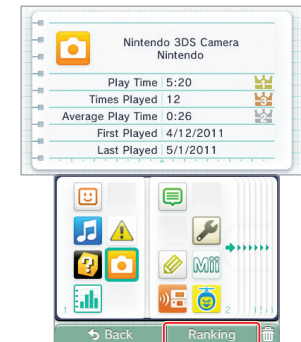 Nintendo 3DS Camera
Nintendo
Play Time 5:20
Times Played 12
Average Play Time 0:26
First Played 4/12/2011
Last Played 5/1/2011
Mii
1
2
Back
Ranking